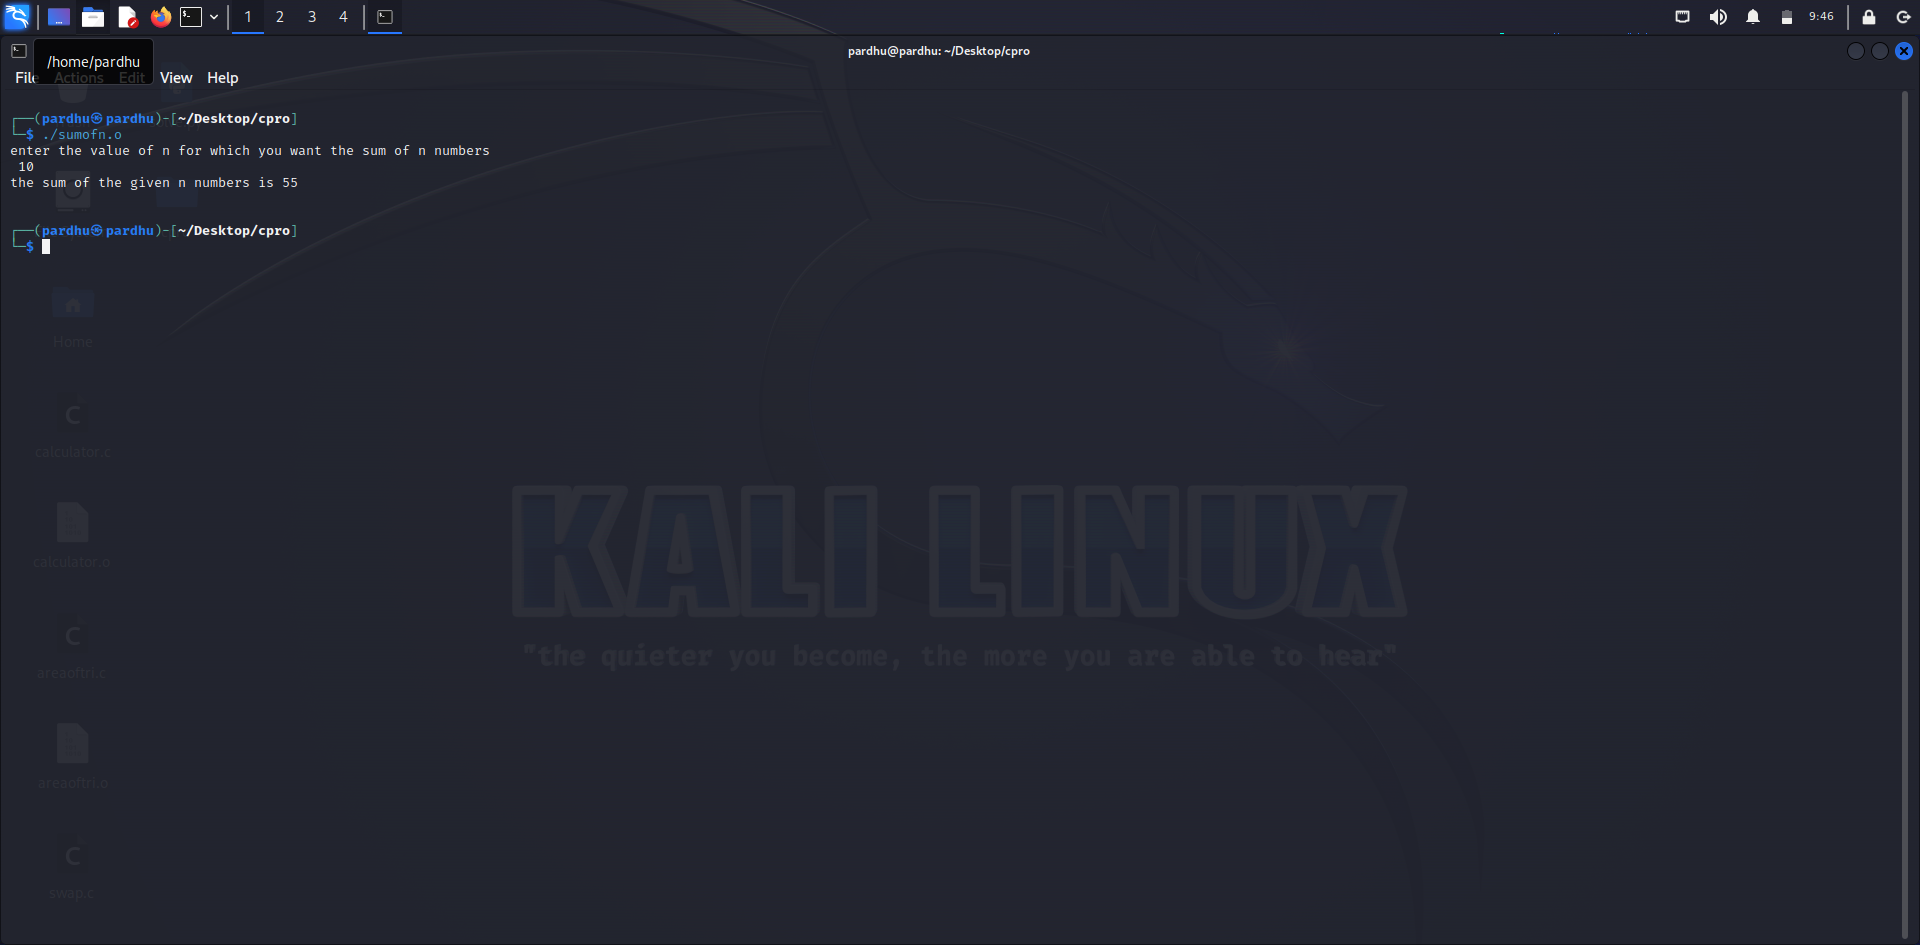 1 2 3 4
9:46
pardhu@pardhu: ~/Desktop/cpro
/home/pardhu
File Actions Edit View Help
┌──(pardhu㉿pardhu)-[~/Desktop/cpro]
└─$ ./sumofn.o
enter the value of n for which you want the sum of n numbers
10
the sum of the given n numbers is 55
┌──(pardhu㉿pardhu)-[~/Desktop/cpro]
└─$
Home
C
calculator.c
calculator.o
C
areaoftri.c
areaoftri.o
C
swap.c
KALI LINUX
"the quieter you become, the more you are able to hear"